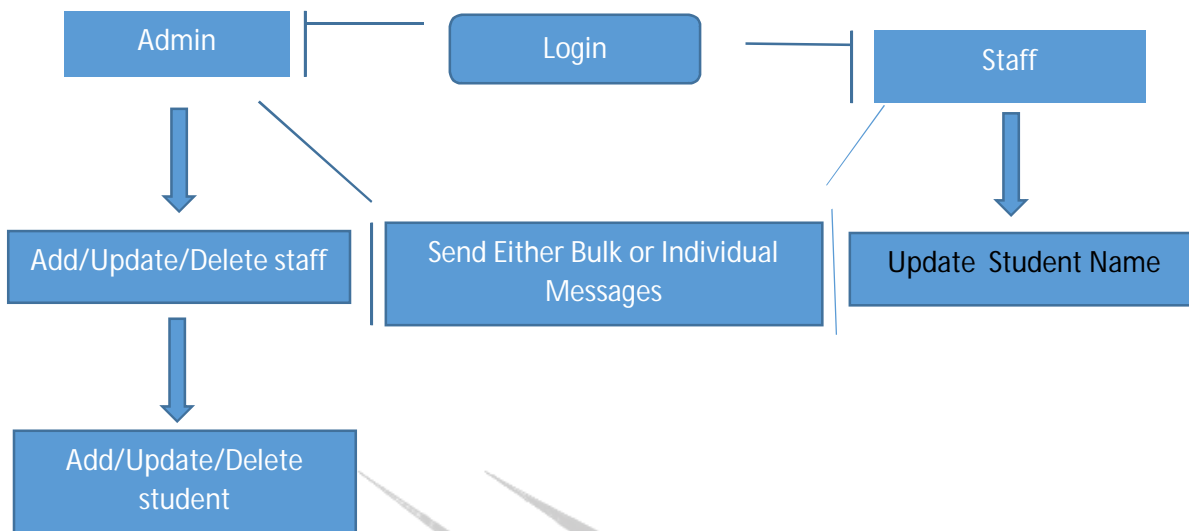 Admin
Login
Staff
Add/Update/Delete staff
Send Either Bulk or Individual
Messages
Update Student Name
Add/Update/Delete
student